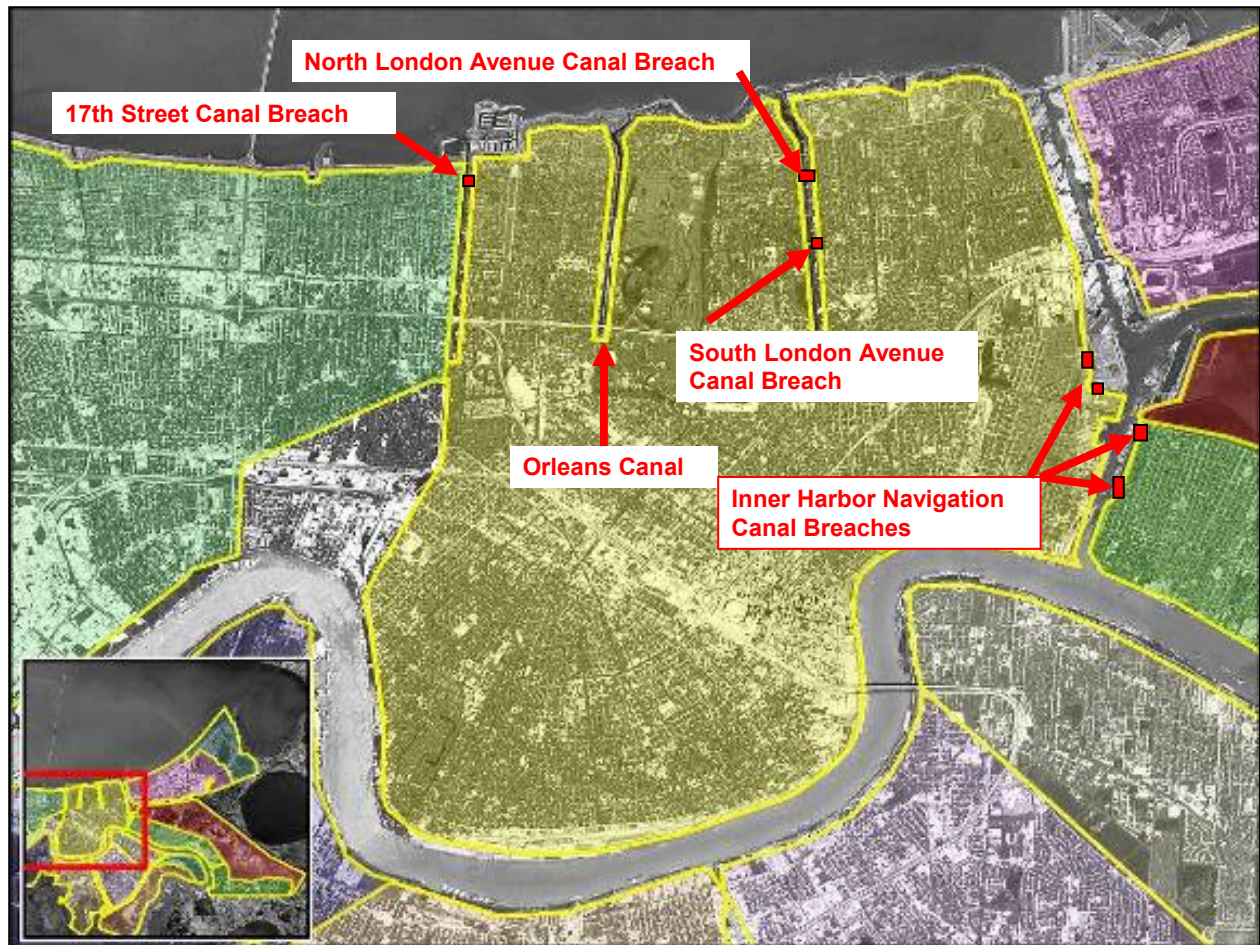 North London Avenue Canal Breach
17th Street Canal Breach
South London Avenue
Canal Breach
Orleans Canal
Inner Harbor Navigation
Canal Breaches